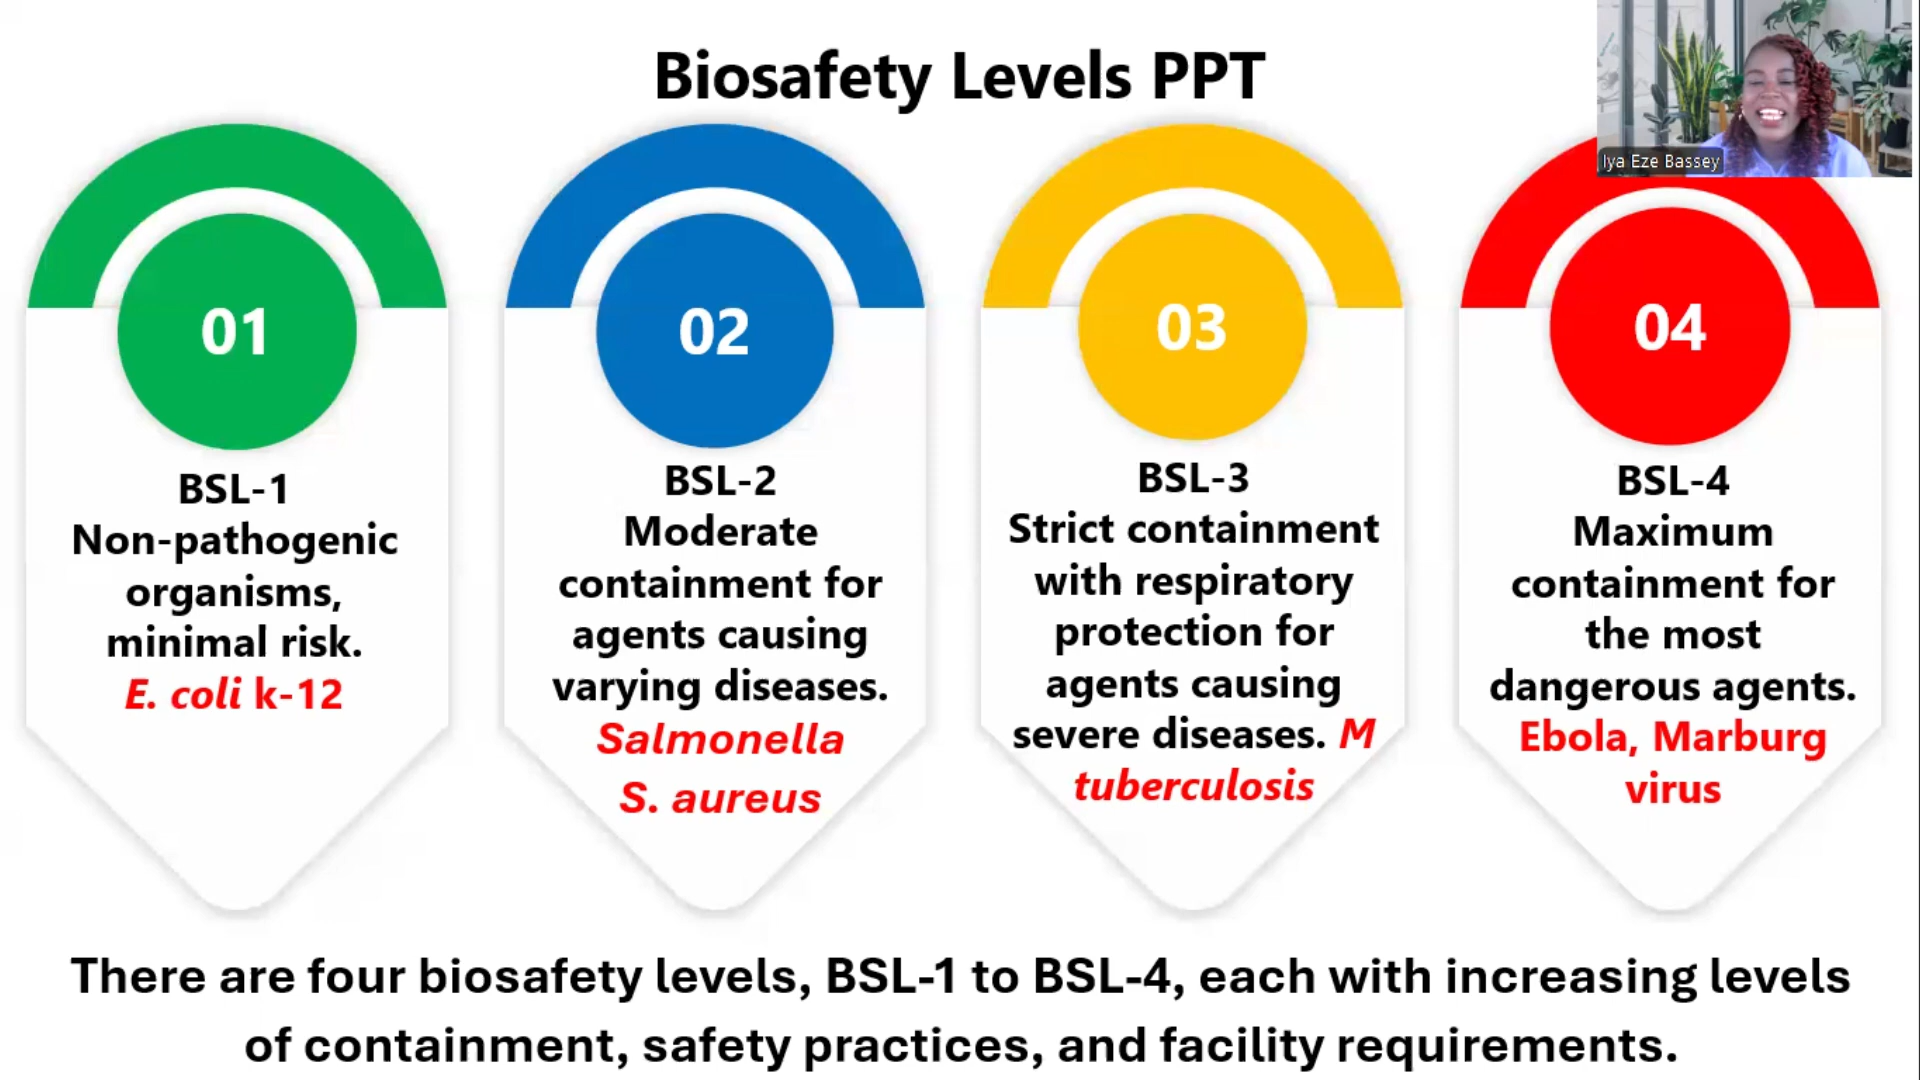 Biosafety Levels PPT
Iya Eze Bassey
01
BSL-1
Non-pathogenic
organisms,
minimal risk.
E. coli k-12
02
BSL-2
Moderate
containment for
agents causing
varying diseases.
Salmonella
S. aureus
03
BSL-3
Strict containment
with respiratory
protection for
agents causing
severe diseases. M
tuberculosis
04
BSL-4
Maximum
containment for
the most
dangerous agents.
Ebola, Marburg
virus
There are four biosafety levels, BSL-1 to BSL-4, each with increasing levels
of containment, safety practices, and facility requirements.